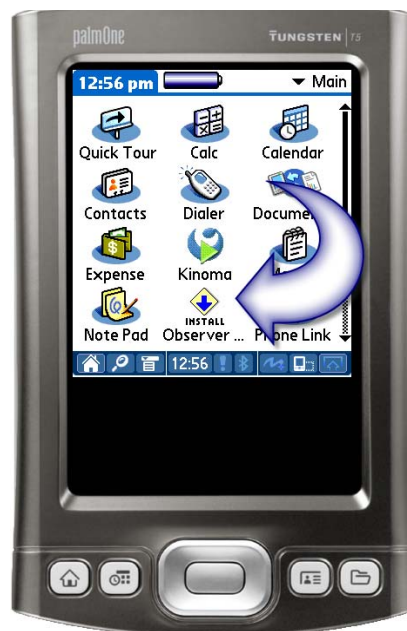 palmOne TUNGSTEN | T5
12:56 pm Main
Quick Tour Calc Calendar
Contacts Dialer Docume
Expense Kinoma
INSTALL
Note Pad Observer ... Phone Link
12:56